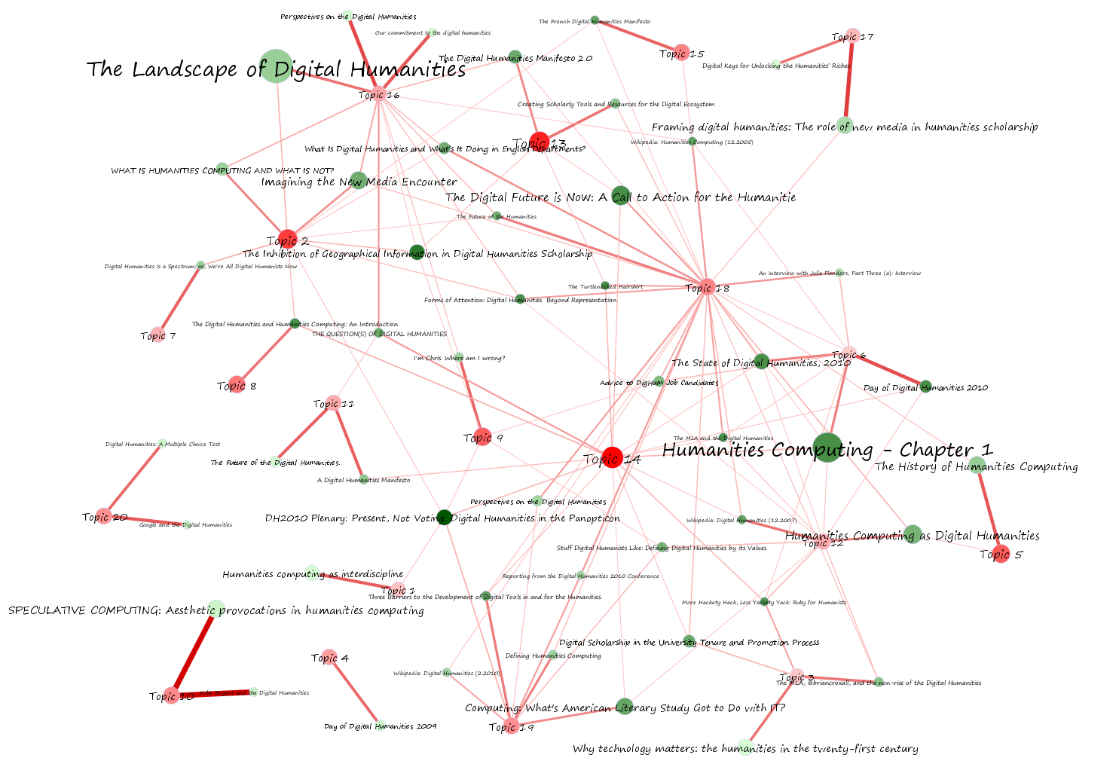 Perspectives on the Digital Humanities
Our commitment to the digital humanities
The French Digital Humanities Manifesto
Topic 17
Topic 15
The Digital Humanities Manifesto 2.0
Digital Keys for Unlocking the Humanities' Riches
The Landscape of Digital Humanities
Topic 16
Creating Scholarly Tools and Resources for the Digital Ecosystem
Framing digital humanities: The role of new media in humanities scholarship
Topic 13
Wikipedia: Humanities Computing (12.2005)
What Is Digital Humanities and What's It Doing in English Departments?
WHAT IS HUMANITIES COMPUTING AND WHAT IS NOT?
Imagining the New Media Encounter
The Digital Future is Now: A Call to Action for the Humanitie
The Future of the Humanities
Topic 2
The Inhibition of Geographical Information in Digital Humanities Scholarship
Digital Humanities Is a Spectrum, or, We're All Digital Humanists Now
An Interview with Julia Flanders, Part Three (a): Interview
The Turtlenecked Hairshirt
Topic 18
Forms of Attention: Digital Humanities Beyond Representation
The Digital Humanities and Humanities Computing: An Introduction
THE QUESTION(S) OF DIGITAL HUMANITIES
Topic 7
I'm Chris. Where am I wrong?
Topic 6
The State of Digital Humanities, 2010
Topic 8
Advice to DigHum Job Candidates
Day of Digital Humanities 2010
Topic 11
Topic 9
The MLA and the Digital Humanities
Digital Humanities: A Multiple Choice Test
Humanities Computing - Chapter 1
Topic 14
The Future of the Digital Humanities.
The History of Humanities Computing
A Digital Humanities Manifesto
Perspectives on the Digital Humanities
Topic 20
DH2010 Plenary: Present, Not Voting: Digital Humanities in the Panopticon
Wikipedia: Digital Humanities (12.2007)
Google and the Digital Humanities
Humanities Computing as Digital Humanities
Topic 12
Stuff Digital Humanists Like: Defining Digital Humanities by its Values
Topic 5
Humanities computing as interdiscipline
Reporting from the Digital Humanities 2010 Conference
Topic 1
Three Barriers to the Development of Digital Tools in and for the Humanities
More Hackety Hack, Less Yackety Yack: Ruby for Humanists
SPECULATIVE COMPUTING: Aesthetic provocations in humanities computing
Digital Scholarship in the University Tenure and Promotion Process
Topic 4
Defining Humanities Computing
Wikipedia: Digital Humanities (2.2010)
Topic 3
The MLA, @briancroxall, and the non-rise of the Digital Humanities
Topic 10
the Digital Humanities
Computing: What's American Literary Study Got to Do with IT?
Day of Digital Humanities 2009
Topic 19
Why technology matters: the humanities in the twenty-first century